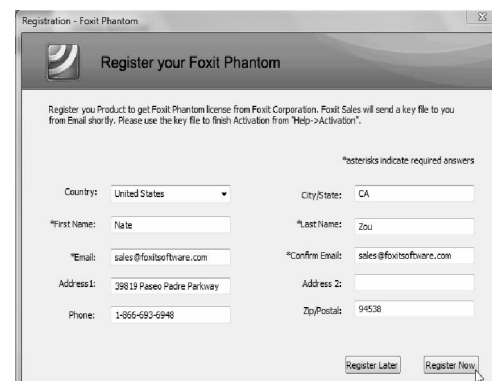 Registration - Foxit Phantom
Register your Foxit Phantom
Register you Product to get Foxit Phantom license from Foxit Corporation. Foxit Sales will send a key file to you
from Email shortly. Please use the key file to finish Activation from "Help->Activation".
*asterisks indicate required answers
Country: United States City/State: CA
*First Name: Nate *Last Name: Zou
*Email: sales@foxitsoftware.com *Confirm Email: sales@foxitsoftware.com
Address1: 39819 Paseo Padre Parkway Address 2:
Phone: 1-866-693-6948 Zip/Postal: 94538
Register Later Register Now